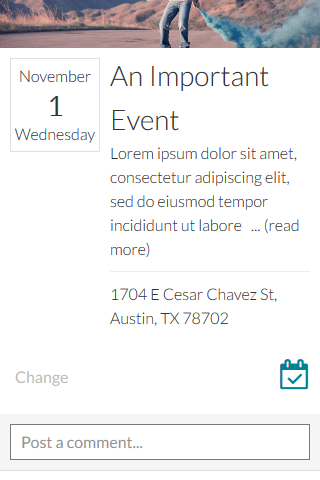 November
1
Wednesday
An Important
Event
Lorem ipsum dolor sit amet,
consectetur adipiscing elit,
sed do eiusmod tempor
incididunt ut labore ... (read
more)
1704 E Cesar Chavez St,
Austin, TX 78702
Change
Post a comment...